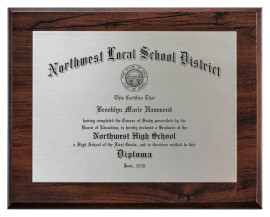 Northwest Local School District
This Certifies That
Brooklyn Marie Hammond
having completed the Course of Study prescribed by the
Board of Education, is hereby declared a Graduate of the
Northwest High School
a High School of the First Grade, and is therefore entitled to this
Diploma
June, 2020